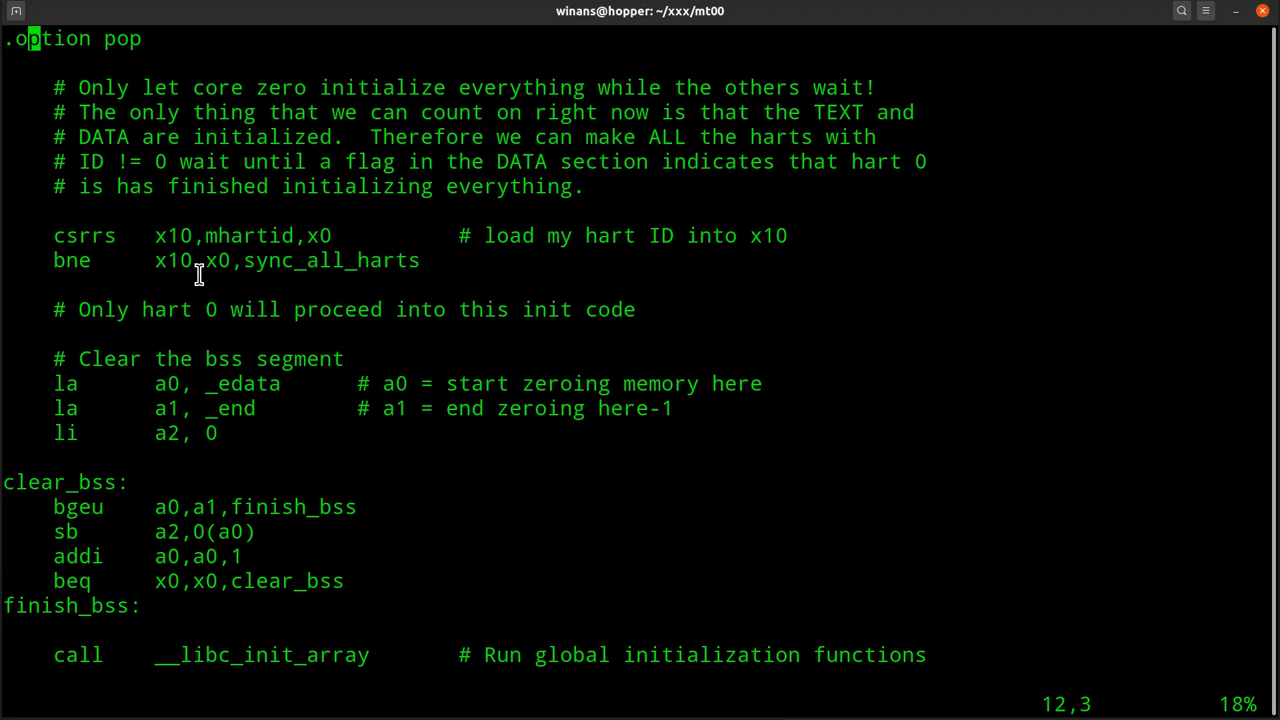 winans@hopper: ~/xxx/mt00
.option pop
# Only let core zero initialize everything while the others wait!
# The only thing that we can count on right now is that the TEXT and
# DATA are initialized.  Therefore we can make ALL the harts with
# ID != 0 wait until a flag in the DATA section indicates that hart 0
# is has finished initializing everything.
csrrs   x10,mhartid,x0          # load my hart ID into x10
bne     x10,x0,sync_all_harts
# Only hart 0 will proceed into this init code
# Clear the bss segment
la      a0, _edata      # a0 = start zeroing memory here
la      a1, _end        # a1 = end zeroing here-1
li      a2, 0
clear_bss:
bgeu    a0,a1,finish_bss
sb      a2,0(a0)
addi    a0,a0,1
beq     x0,x0,clear_bss
finish_bss:
call    __libc_init_array       # Run global initialization functions
12,3          18%